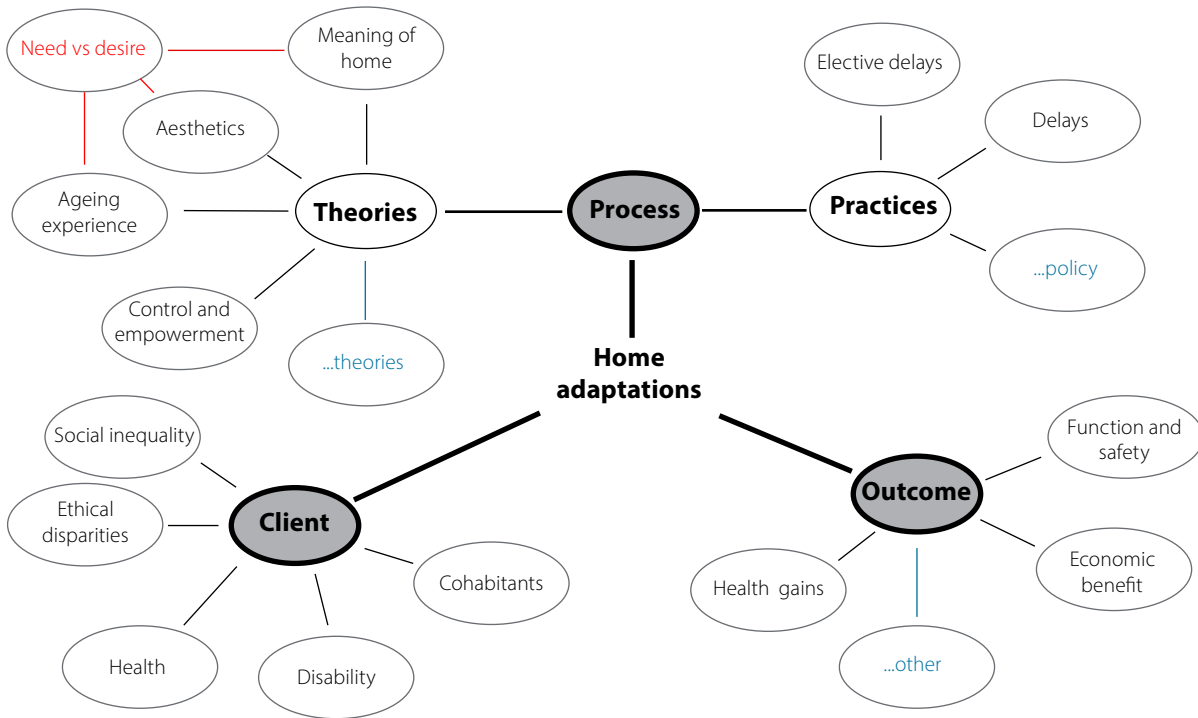 Need vs desire
Meaning of
home
Elective delays
Aesthetics
Delays
Ageing
experience
Theories
Process
Practices
...policy
Control and
empowerment
...theories
Home
adaptations
Social inequality
Function and
safety
Ethical
disparities
Client
Outcome
Cohabitants
Health gains
Economic
benefit
Health
Disability
...other